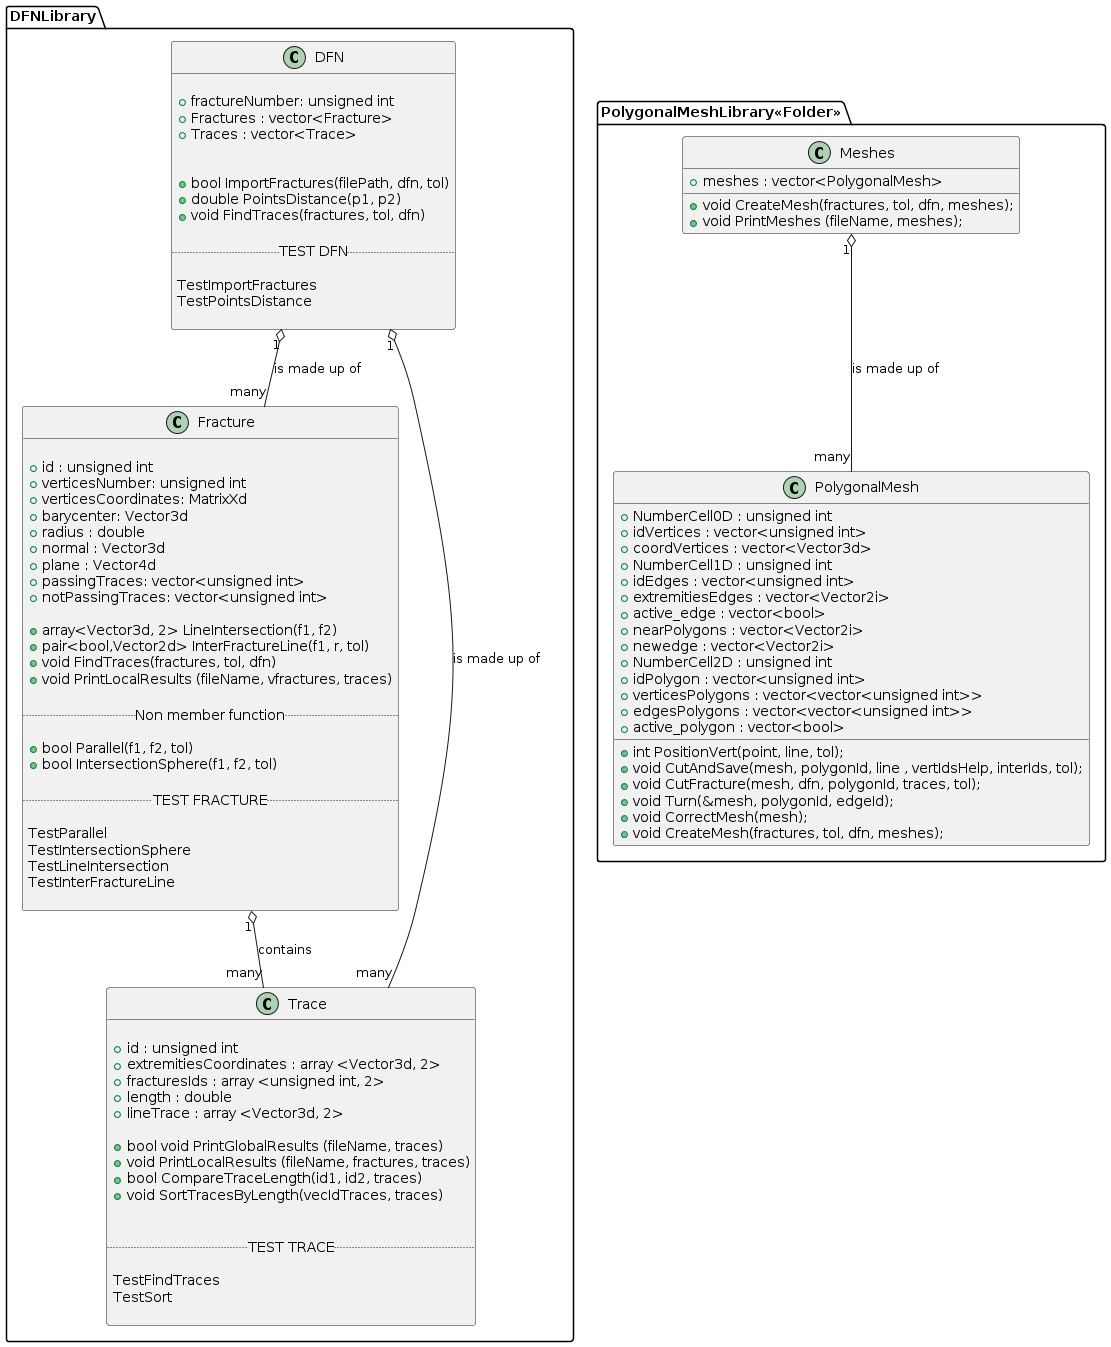 DFNLibrary
C DFN
fractureNumber: unsigned int
Fractures : vector<Fracture>
Traces : vector<Trace>
bool ImportFractures(filePath, dfn, tol)
double PointsDistance(p1, p2)
void FindTraces(fractures, tol, dfn)
TEST DFN
TestImportFractures
TestPointsDistance
1
1
is made up of
many
C Fracture
id : unsigned int
verticesNumber: unsigned int
verticesCoordinates: MatrixXd
barycenter: Vector3d
radius : double
normal : Vector3d
plane : Vector4d
passingTraces: vector<unsigned int>
notPassingTraces: vector<unsigned int>
array<Vector3d, 2> LineIntersection(f1, f2)
pair<bool,Vector2d> InterFractureLine(f1, r, tol)
void FindTraces(fractures, tol, dfn)
void PrintLocalResults (fileName, vfractures, traces)
Non member function
bool Parallel(f1, f2, tol)
bool IntersectionSphere(f1, f2, tol)
TEST FRACTURE
TestParallel
TestIntersectionSphere
TestLineIntersection
TestInterFractureLine
is made up of
1
contains
many
many
C Trace
id : unsigned int
extremitiesCoordinates : array <Vector3d, 2>
fracturesIds : array <unsigned int, 2>
length : double
lineTrace : array <Vector3d, 2>
bool void PrintGlobalResults (fileName, traces)
void PrintLocalResults (fileName, fractures, traces)
bool CompareTraceLength(id1, id2, traces)
void SortTracesByLength(vecIdTraces, traces)
TEST TRACE
TestFindTraces
TestSort
PolygonalMeshLibrary«Folder»
C Meshes
meshes : vector<PolygonalMesh>
void CreateMesh(fractures, tol, dfn, meshes);
void PrintMeshes (fileName, meshes);
1
is made up of
many
C PolygonalMesh
NumberCell0D : unsigned int
idVertices : vector<unsigned int>
coordVertices : vector<Vector3d>
NumberCell1D : unsigned int
idEdges : vector<unsigned int>
extremitiesEdges : vector<Vector2i>
active_edge : vector<bool>
nearPolygons : vector<Vector2i>
newedge : vector<Vector2i>
NumberCell2D : unsigned int
idPolygon : vector<unsigned int>
verticesPolygons : vector<vector<unsigned int>>
edgesPolygons : vector<vector<unsigned int>>
active_polygon : vector<bool>
int PositionVert(point, line, tol);
void CutAndSave(mesh, polygonId, line , vertIdsHelp, interIds, tol);
void CutFracture(mesh, dfn, polygonId, traces, tol);
void Turn(&mesh, polygonId, edgeId);
void CorrectMesh(mesh);
void CreateMesh(fractures, tol, dfn, meshes);